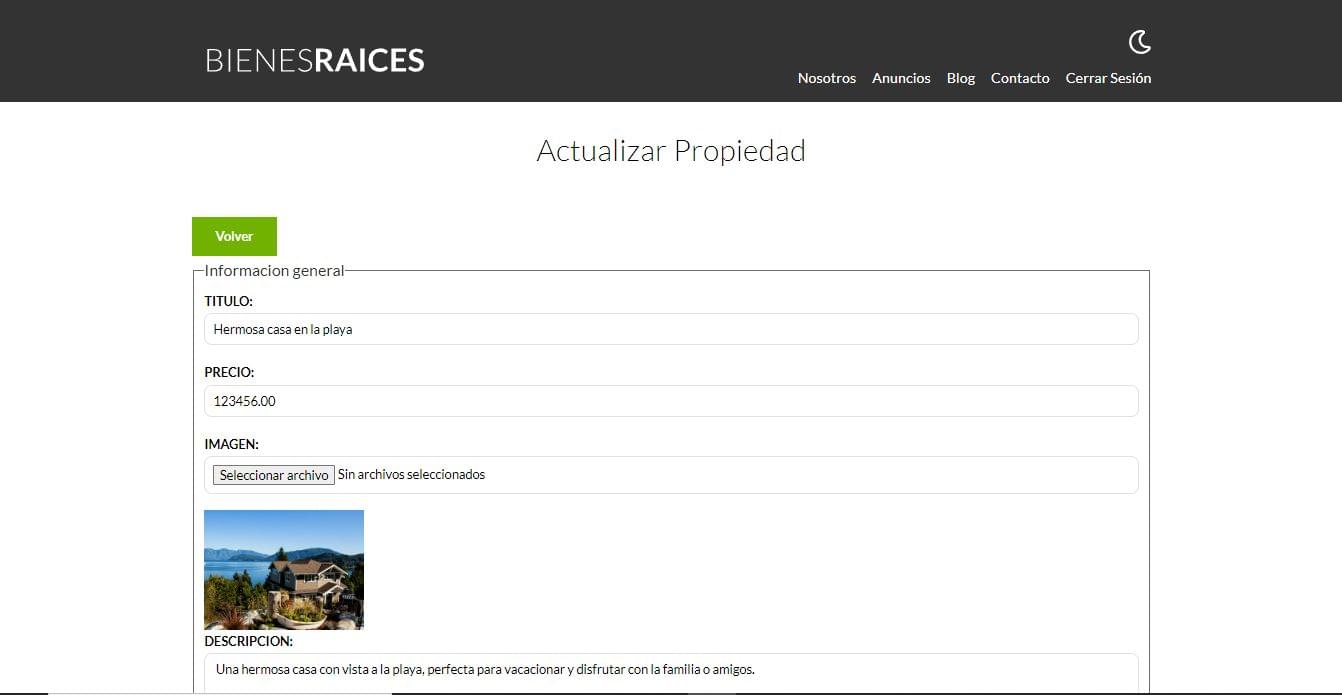 BIENESRAICES
Nosotros Anuncios Blog Contacto Cerrar Sesión
Actualizar Propiedad
Volver
Informacion general
TITULO:
Hermosa casa en la playa
PRECIO:
123456.00
IMAGEN:
Seleccionar archivo Sin archivos seleccionados
DESCRIPCION:
Una hermosa casa con vista a la playa, perfecta para vacacionar y disfrutar con la familia o amigos.